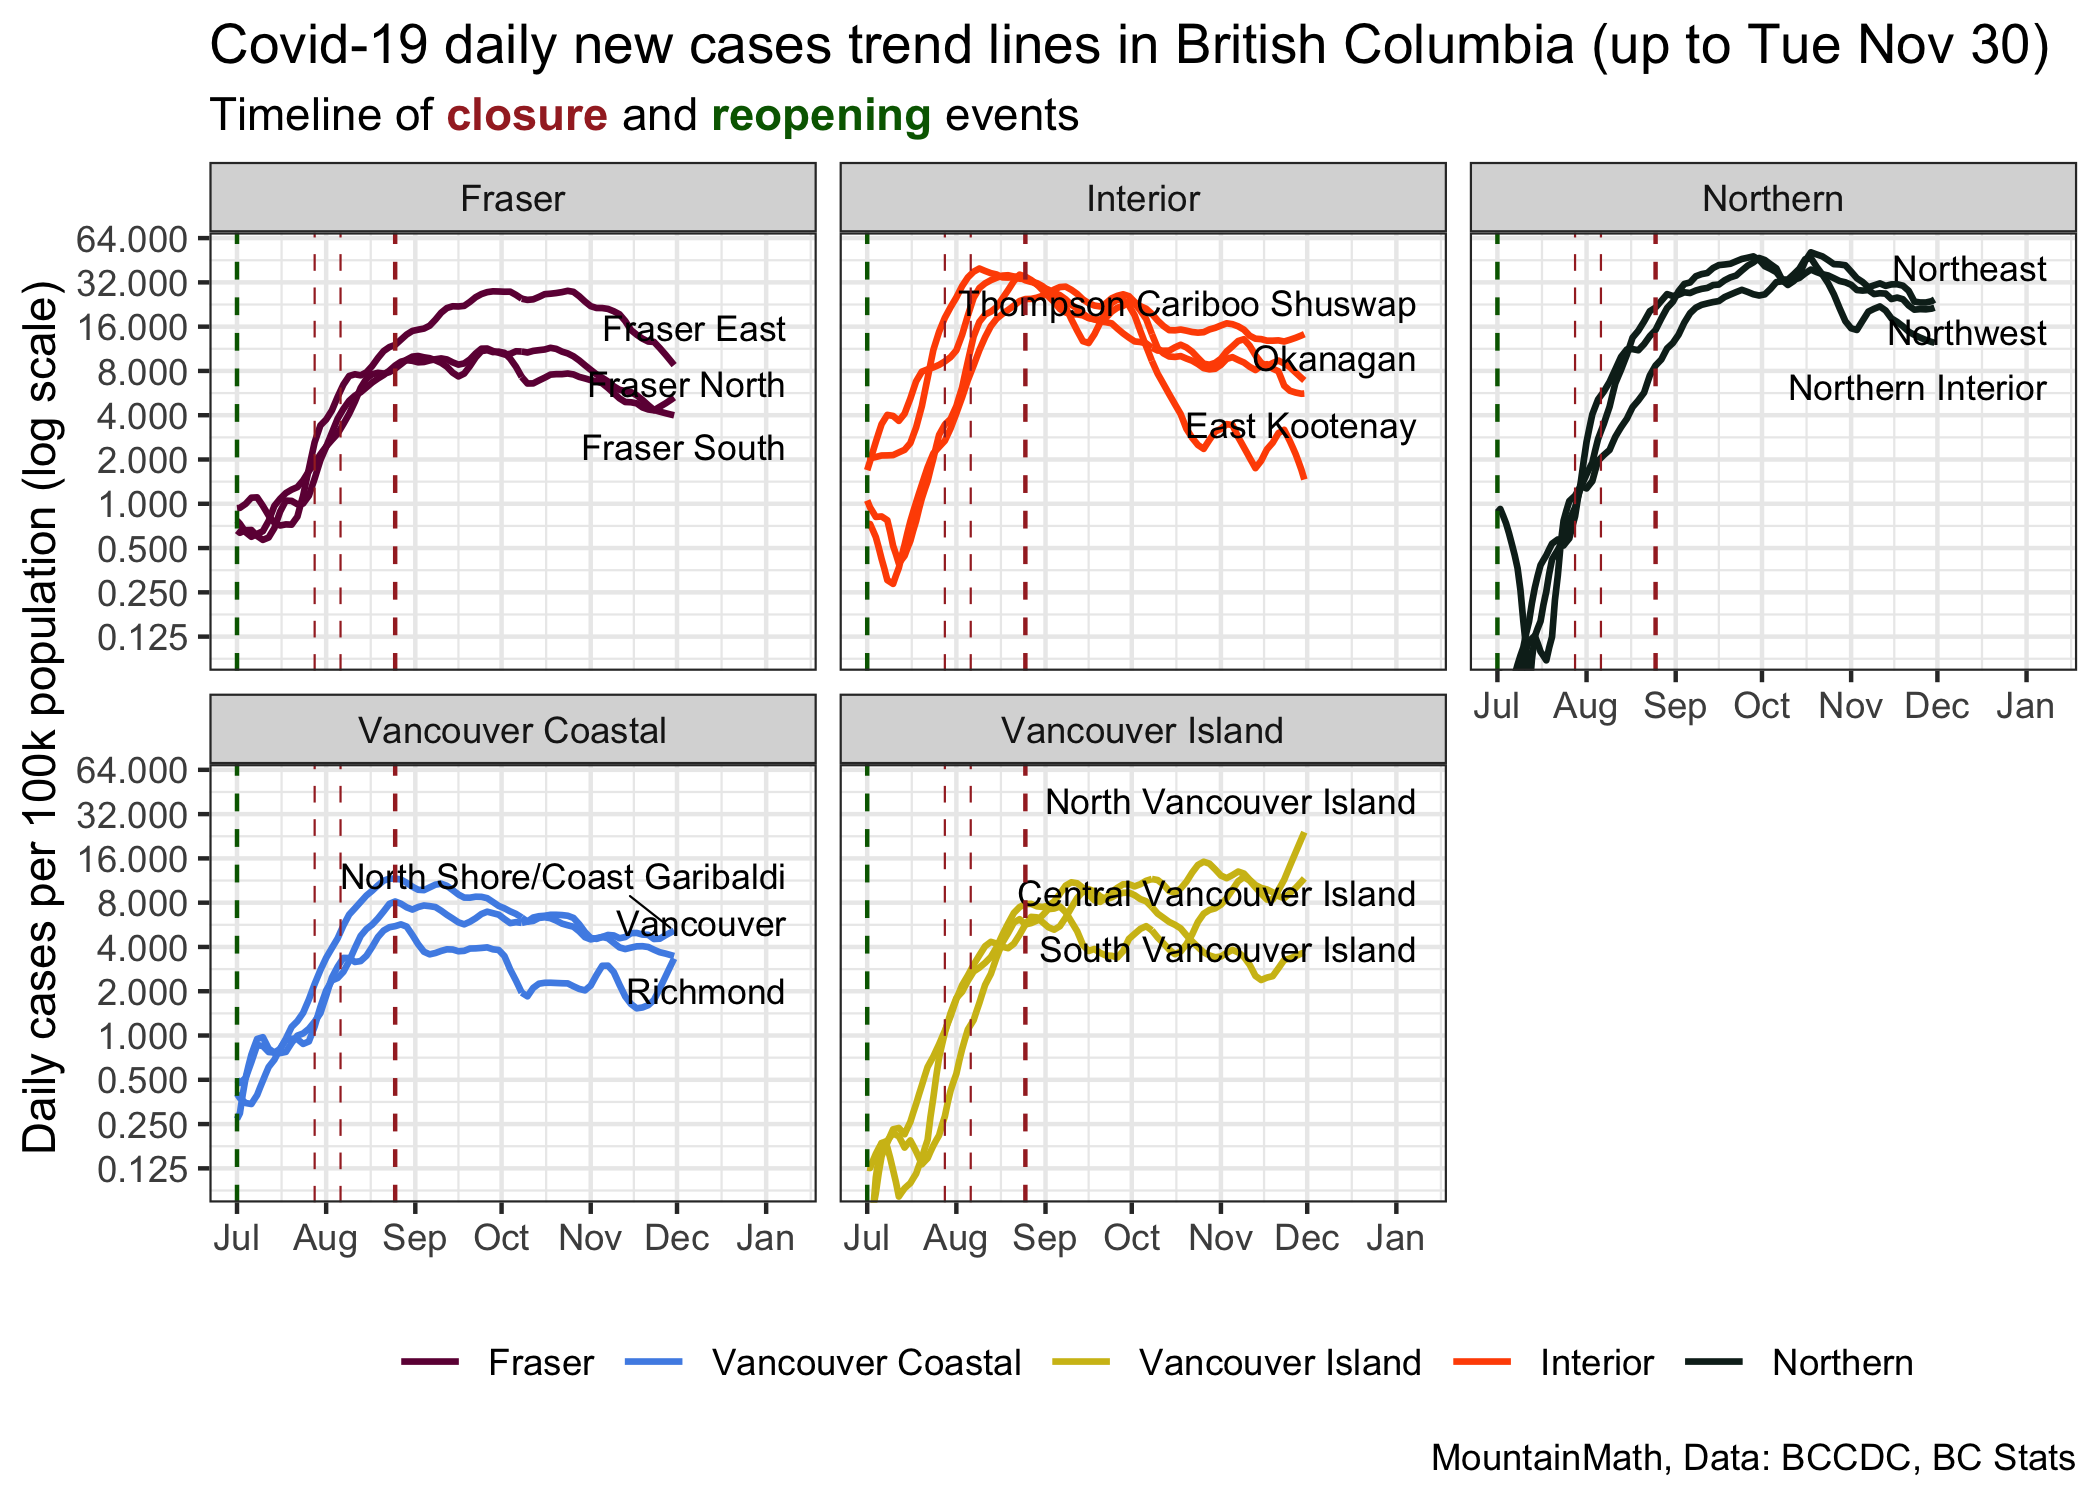 Covid-19 daily new cases trend lines in British Columbia (up to Tue Nov 30)
Timeline of closure and reopening events
Daily cases per 100k population (log scale)
Fraser
64.000
32.000
16.000
8.000
4.000
2.000
1.000
0.500
0.250
0.125
Fraser East
Fraser North
Fraser South
Interior
Thompson Cariboo Shuswap
Okanagan
East Kootenay
Northern
Northeast
Northwest
Northern Interior
Jul Aug Sep Oct Nov Dec Jan
Vancouver Coastal
64.000
32.000
16.000
8.000
4.000
2.000
1.000
0.500
0.250
0.125
North Shore/Coast Garibaldi
Vancouver
Richmond
Jul Aug Sep Oct Nov Dec Jan
Vancouver Island
North Vancouver Island
Central Vancouver Island
South Vancouver Island
Jul Aug Sep Oct Nov Dec Jan
Fraser Vancouver Coastal Vancouver Island Interior Northern
MountainMath, Data: BCCDC, BC Stats